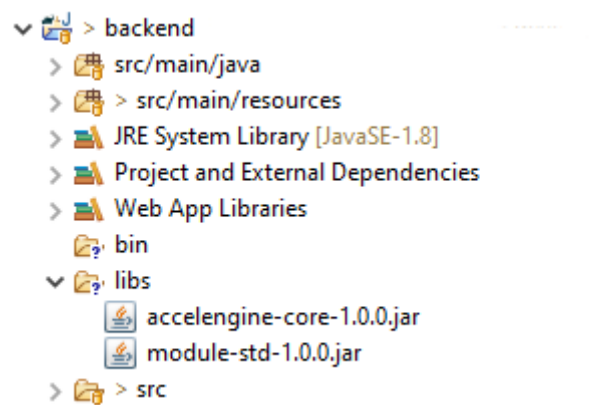 > backend
src/main/java
> src/main/resources
JRE System Library [JavaSE-1.8]
Project and External Dependencies
Web App Libraries
bin
libs
accelengine-core-1.0.0.jar
module-std-1.0.0.jar
> src